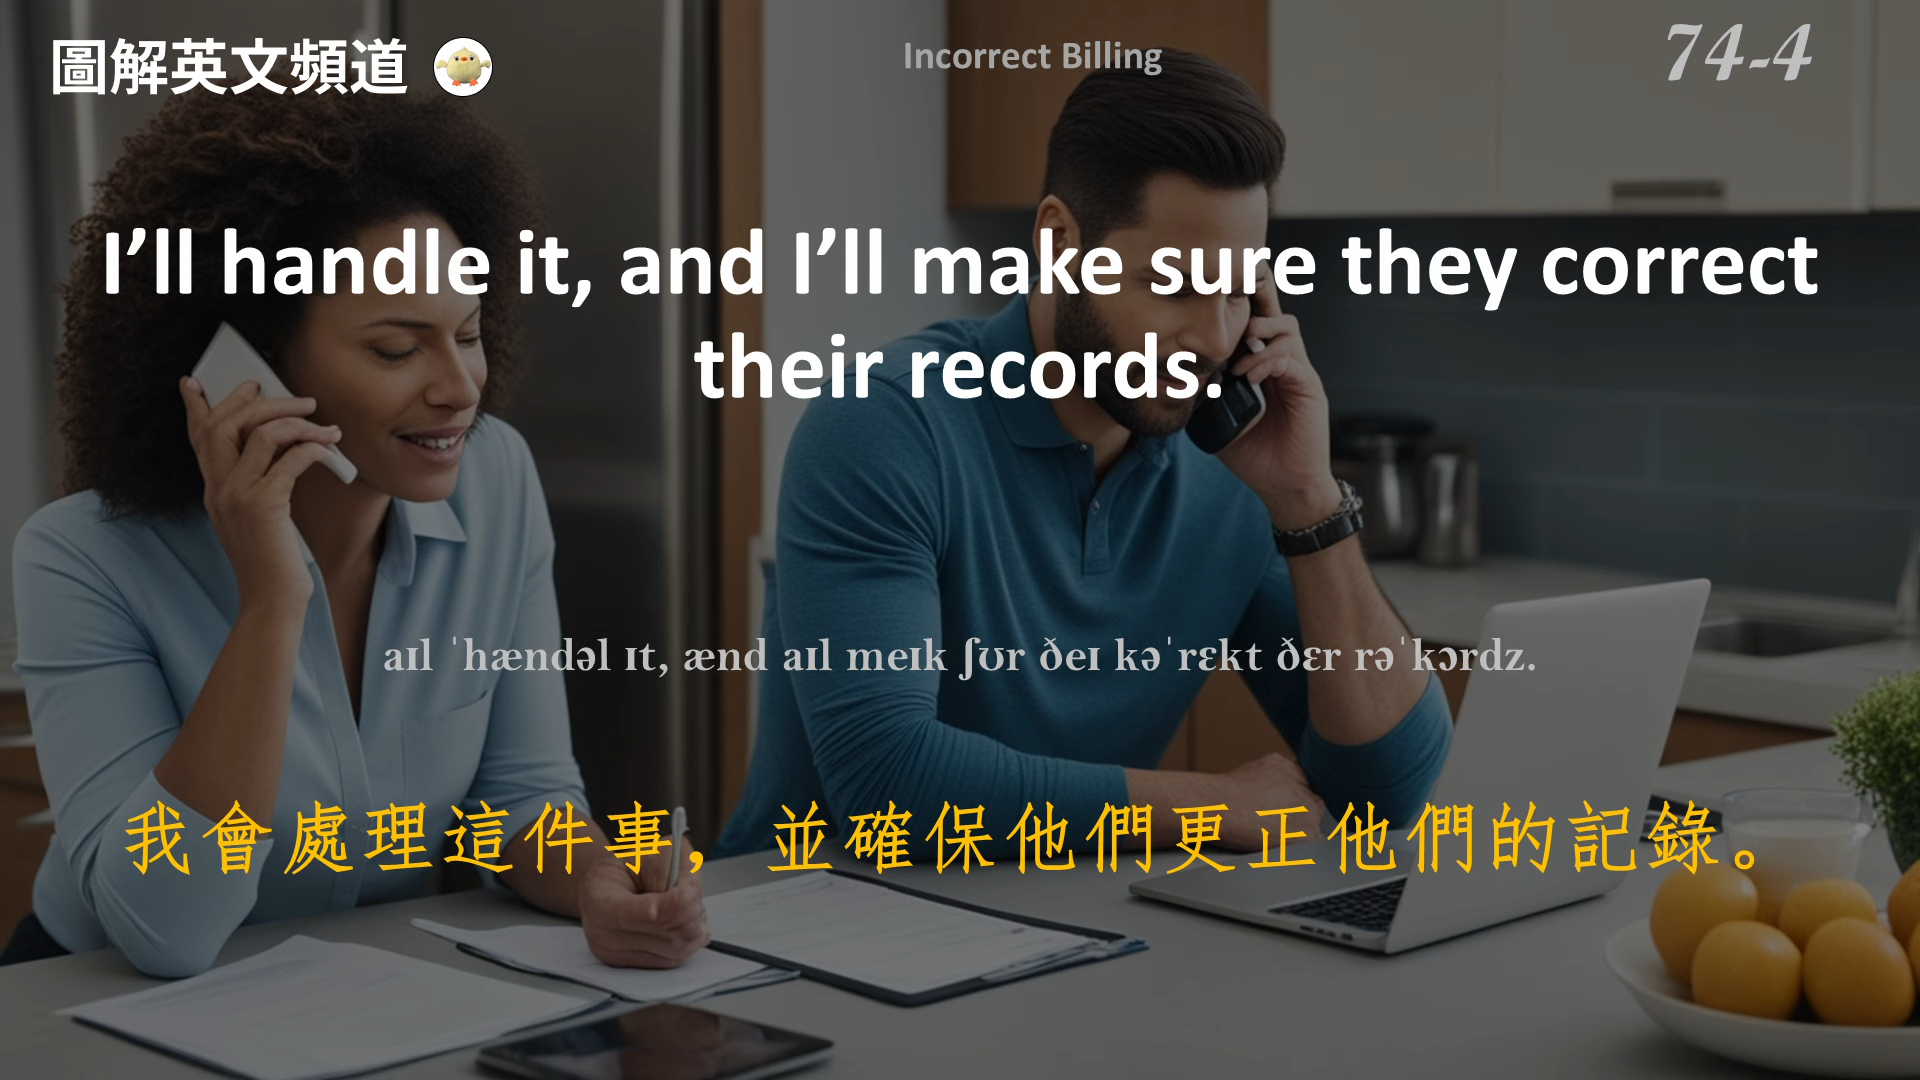 圖解英文頻道
Incorrect Billing
74-4
I’ll handle it, and I’ll make sure they correct
their records.
aɪl ˈhændəl ɪt, ænd aɪl meɪk ʃʊr ðeɪ kəˈrɛkt ðɛr rəˈkɔrdz.
我會處理這件事，並確保他們更正他們的記錄。